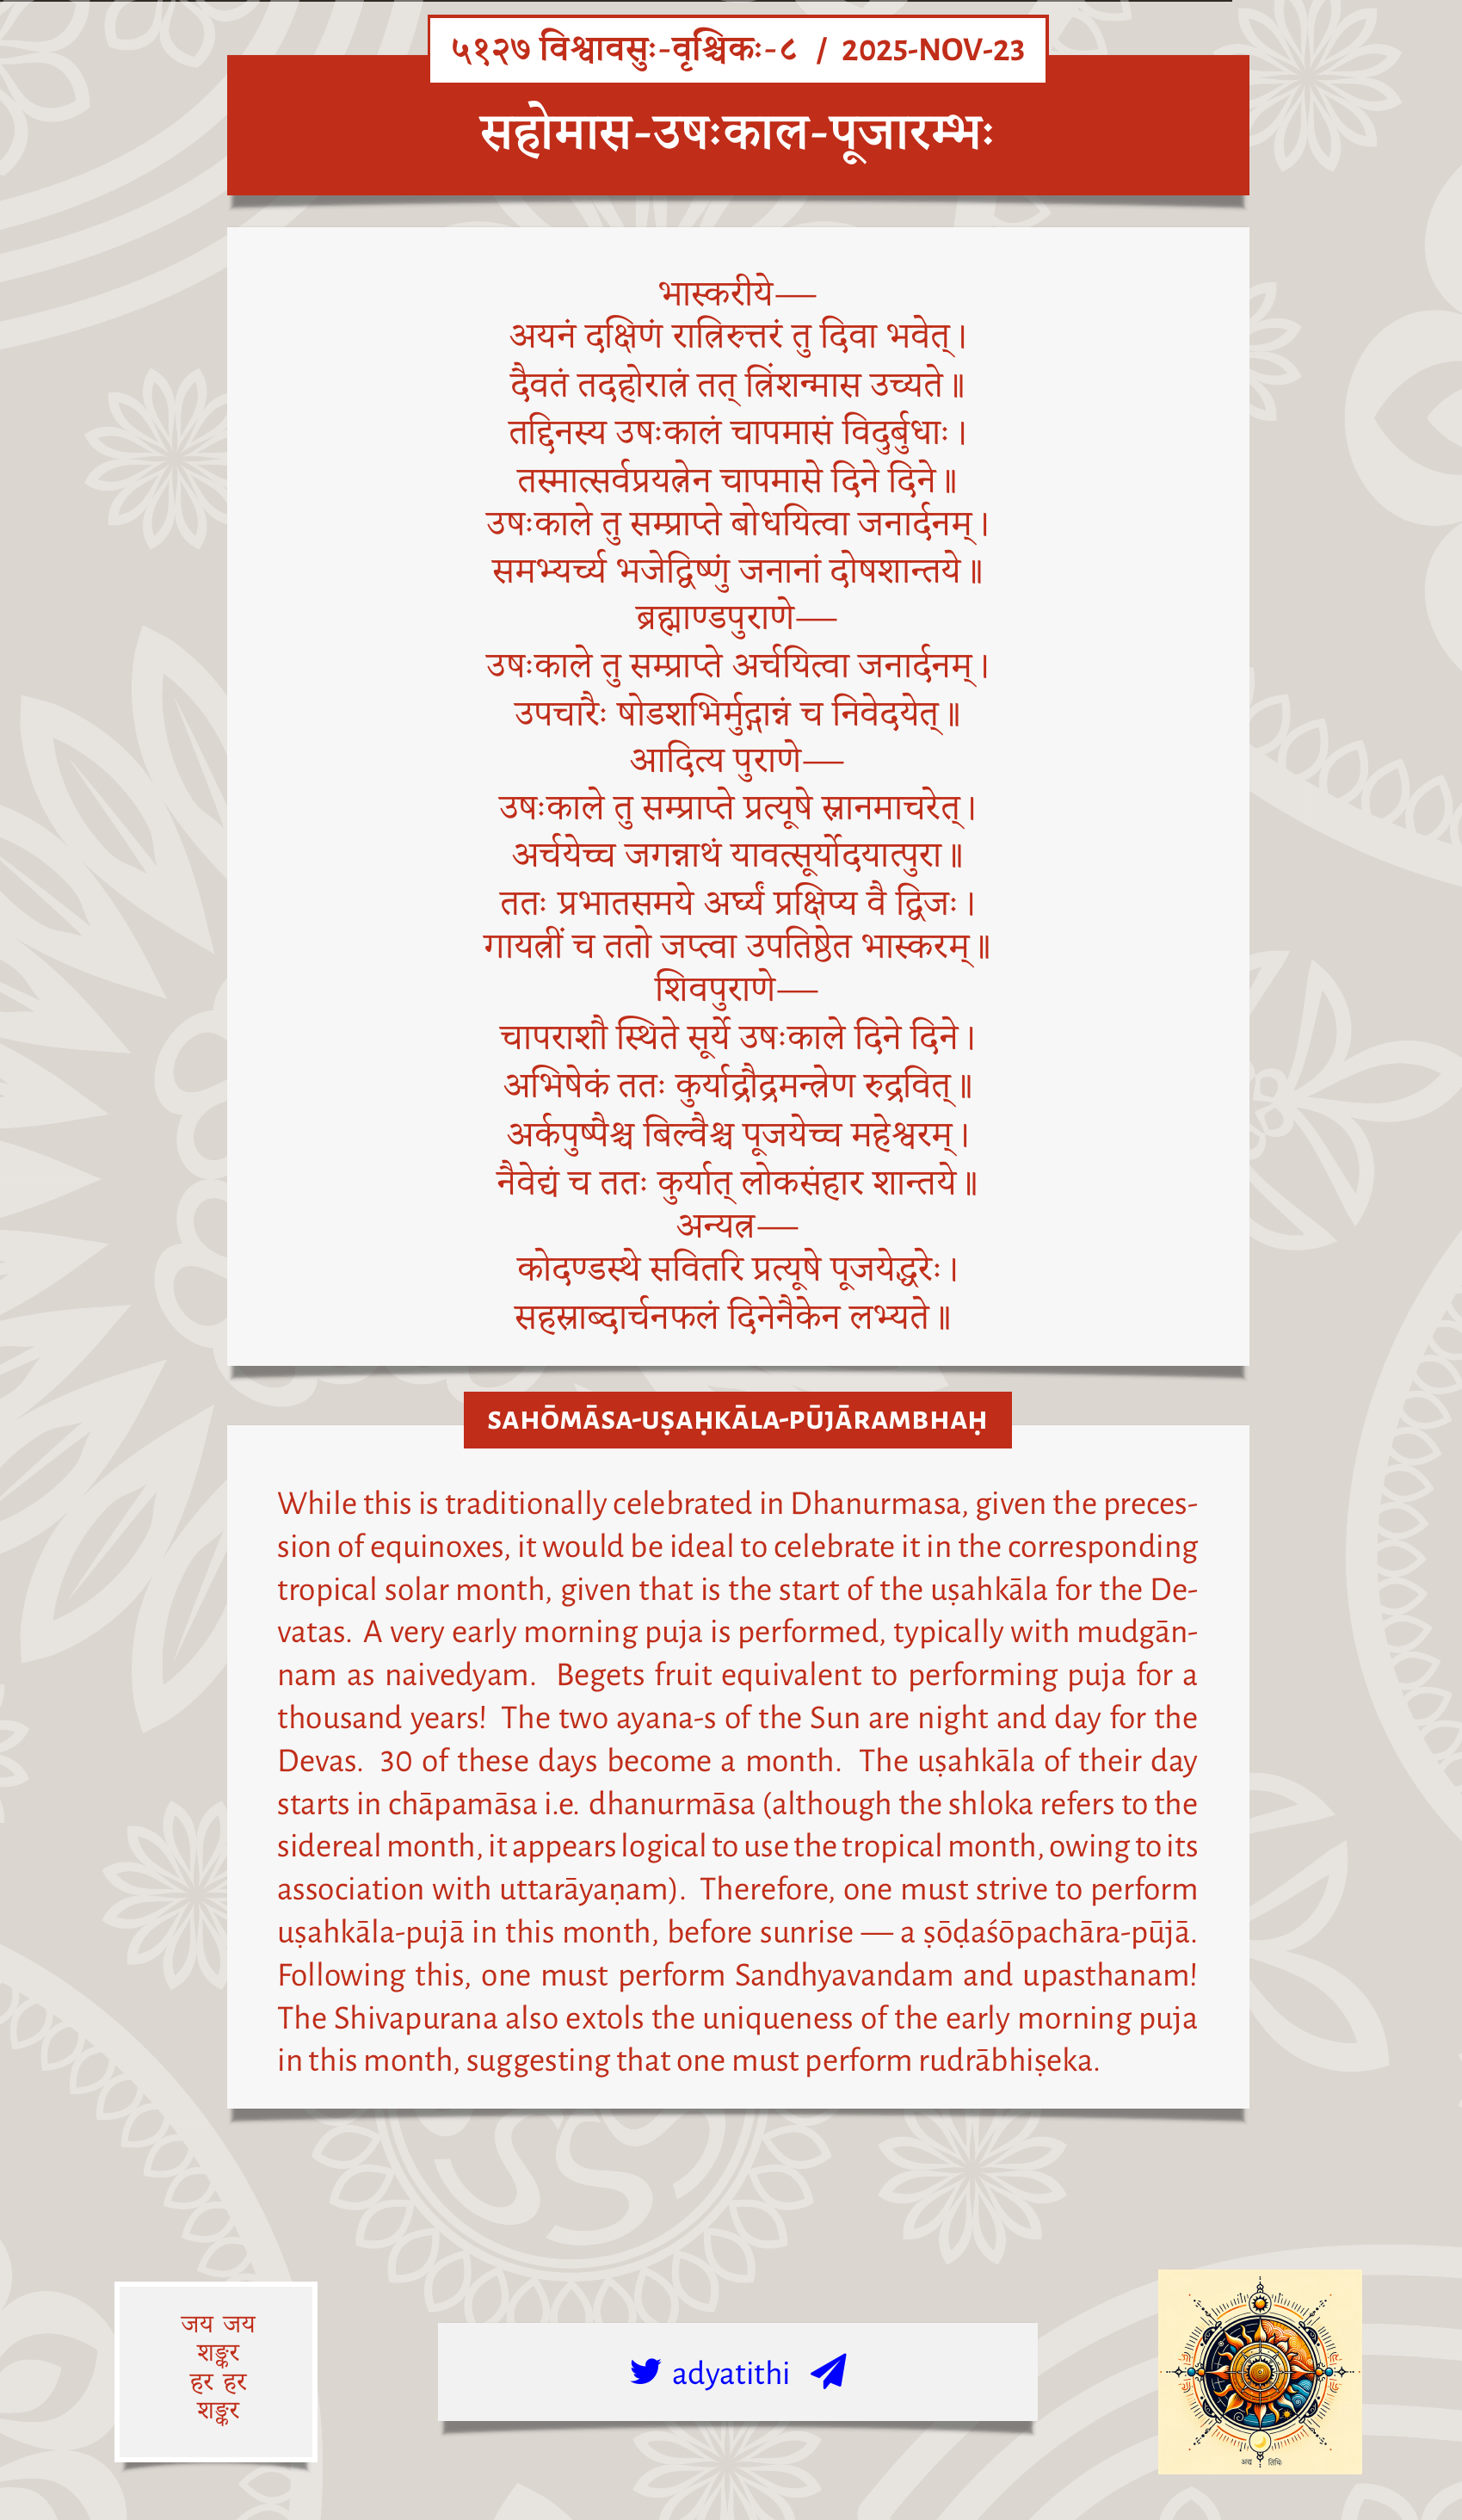 ५१२७ विश्वावसुः-वृश्चिकः-८ / 2025-NOV-23
सहोमास-उषःकाल-पूजारम्भः
भास्करीये—
अयनं दक्षिणं रात्रिरुत्तरं तु दिवा भवेत्।
दैवतं तदहोरात्रं तत् त्रिंशन्मास उच्यते॥
तद्दिनस्य उषःकालं चापमासं विदुर्बुधाः।
तस्मात्सर्वप्रयत्नेन चापमासे दिने दिने॥
उषःकाले तु सम्प्राप्ते बोधयित्वा जनार्दनम्।
समभ्यर्च्य भजेद्विष्णुं जनानां दोषशान्तये॥
ब्रह्माण्डपुराणे—
उषःकाले तु सम्प्राप्ते अर्चयित्वा जनार्दनम्।
उपचारैः षोडशभिर्मुद्गान्नं च निवेदयेत्॥
आदित्य पुराणे—
उषःकाले तु सम्प्राप्ते प्रत्यूषे स्नानमाचरेत्।
अर्चयेच्च जगन्नाथं यावत्सूर्योदयात्पुरा॥
ततः प्रभातसमये अर्घ्यं प्रक्षिप्य वै द्विजः।
गायत्रीं च ततो जप्त्वा उपतिष्ठेत भास्करम्॥
शिवपुराणे—
चापराशौ स्थिते सूर्ये उषःकाले दिने दिने।
अभिषेकं ततः कुर्याद्रौद्रमन्त्रेण रुद्रवित्॥
अर्कपुष्पैश्च बिल्वैश्च पूजयेच्च महेश्वरम्।
नैवेद्यं च ततः कुर्यात् लोकसंहार शान्तये॥
अन्यत्र—
कोदण्डस्थे सवितरि प्रत्यूषे पूजयेद्धरेः।
सहस्राब्दार्चनफलं दिनेनैकेन लभ्यते॥
SAHŌMĀSA-UṢAḤKĀLA-PŪJĀRAMBHAḤ
While this is traditionally celebrated in Dhanurmasa, given the preces-
sion of equinoxes, it would be ideal to celebrate it in the corresponding
tropical solar month, given that is the start of the uṣahkāla for the De-
vatas. A very early morning puja is performed, typically with mudgān-
nam as naivedyam. Begets fruit equivalent to performing puja for a
thousand years! The two ayana-s of the Sun are night and day for the
Devas. 30 of these days become a month. The uṣahkāla of their day
starts in chāpamāsa i.e. dhanurmāsa (although the shloka refers to the
sidereal month, it appears logical to use the tropical month, owing to its
association with uttarāyaṇam). Therefore, one must strive to perform
uṣahkāla-pujā in this month, before sunrise — a ṣōḍaśōpachāra-pūjā.
Following this, one must perform Sandhyavandam and upasthanam!
The Shivapurana also extols the uniqueness of the early morning puja
in this month, suggesting that one must perform rudrābhiṣeka.
जय जय
शङ्कर
हर हर
शङ्कर
adyatithi
अद्य तिथिः